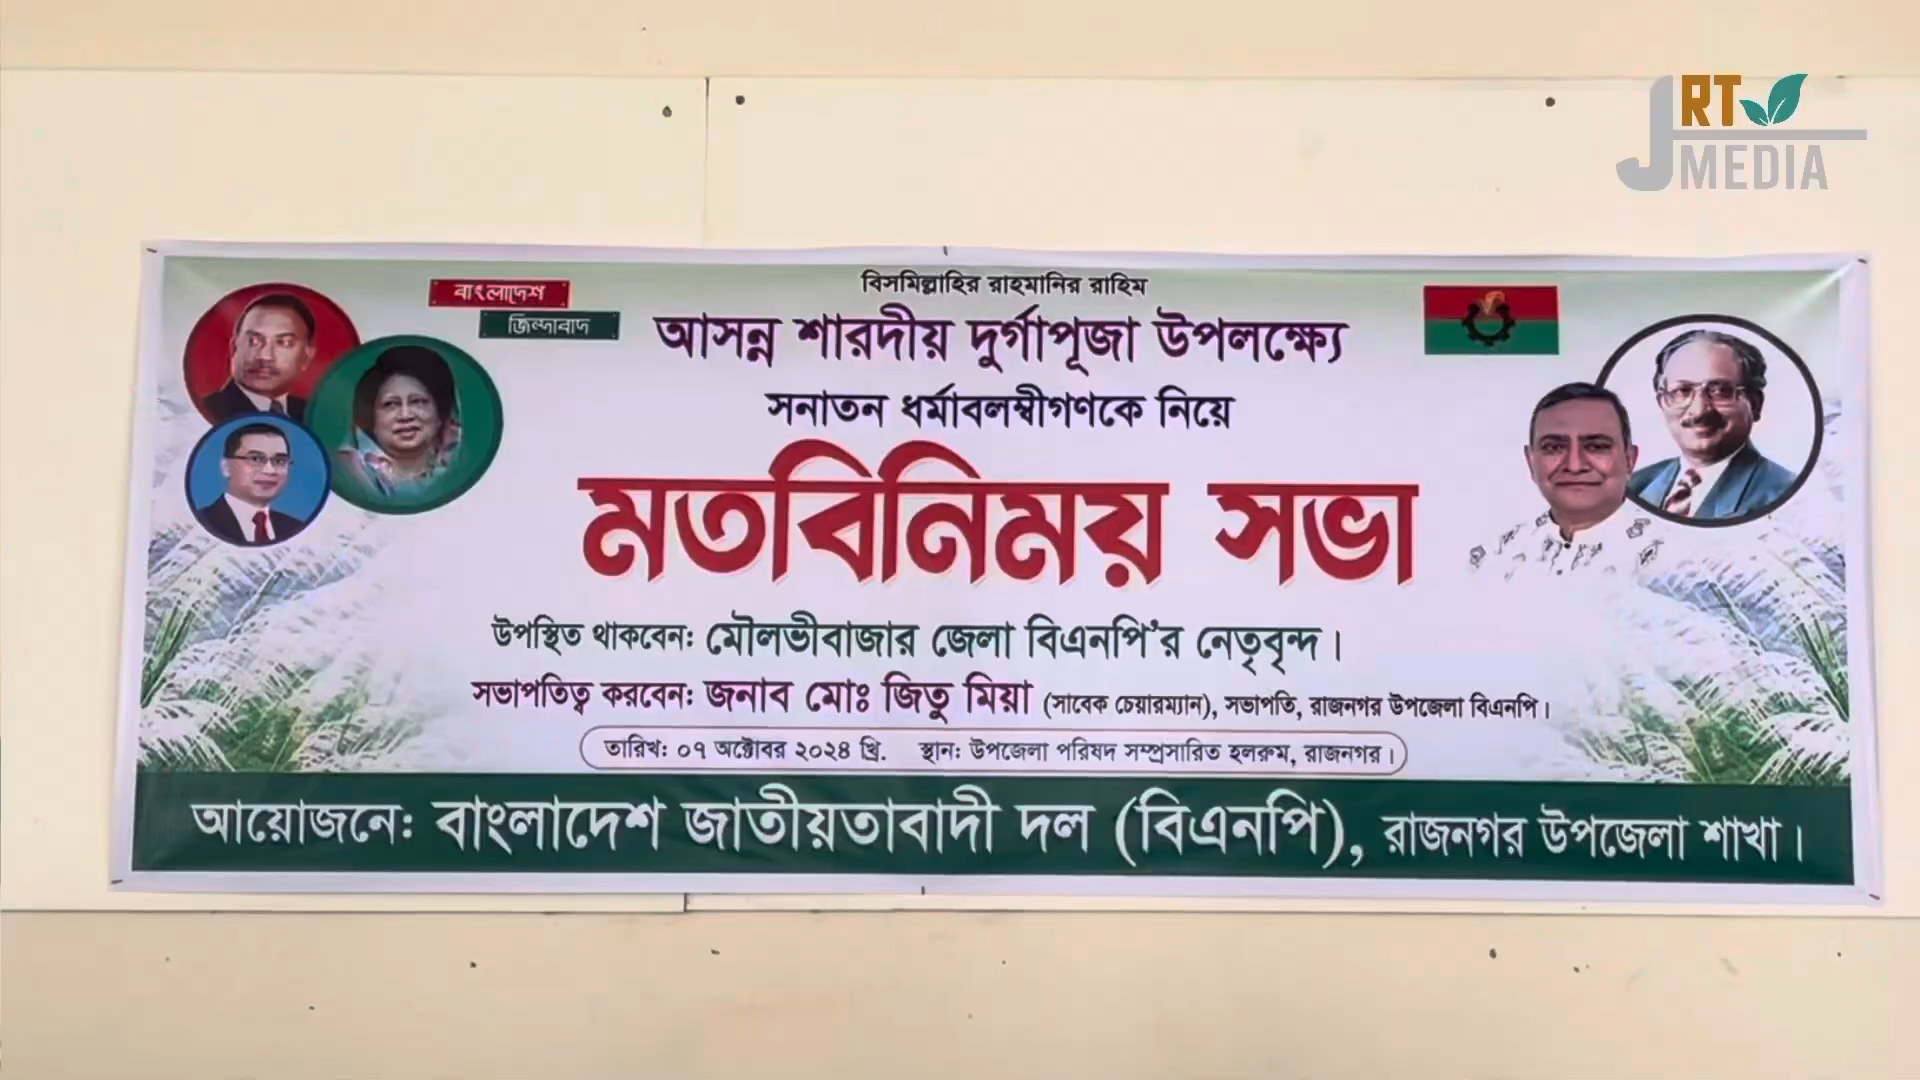 RT
J MEDIA
বাংলাদেশ
জিন্দাবাদ
বিসমিল্লাহির রাহমানির রাহিম
আসন্ন শারদীয় দুর্গাপূজা উপলক্ষ্যে
সনাতন ধর্মাবলম্বীগণকে নিয়ে
মতবিনিময় সভা
উপস্থিত থাকবেন: মৌলভীবাজার জেলা বিএনপি’র নেতৃবৃন্দ।
সভাপতিত্ব করবেন: জনাব মোঃ জিতু মিয়া (সাবেক চেয়ারম্যান), সভাপতি, রাজনগর উপজেলা বিএনপি।
তারিখ: ০৭ অক্টোবর ২০২৪ খ্রি. স্থান: উপজেলা পরিষদ সম্প্রসারিত হলরুম, রাজনগর।
আয়োজনে: বাংলাদেশ জাতীয়তাবাদী দল (বিএনপি), রাজনগর উপজেলা শাখা।